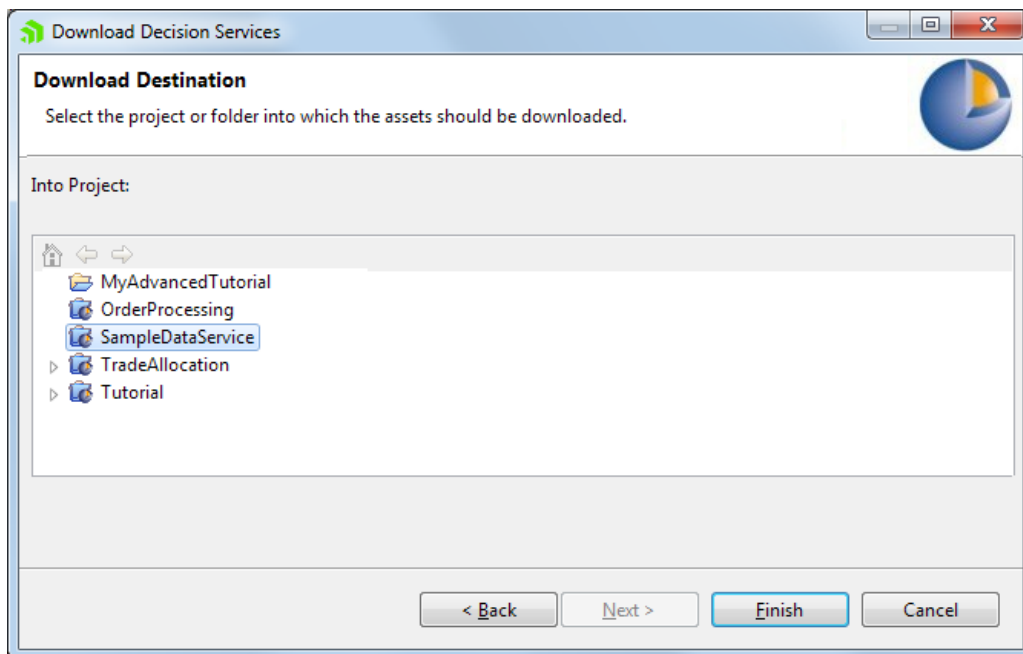 Download Decision Services
Download Destination
Select the project or folder into which the assets should be downloaded.
Into Project:
MyAdvancedTutorial
OrderProcessing
SampleDataService
TradeAllocation
Tutorial
< Back Next > Finish Cancel